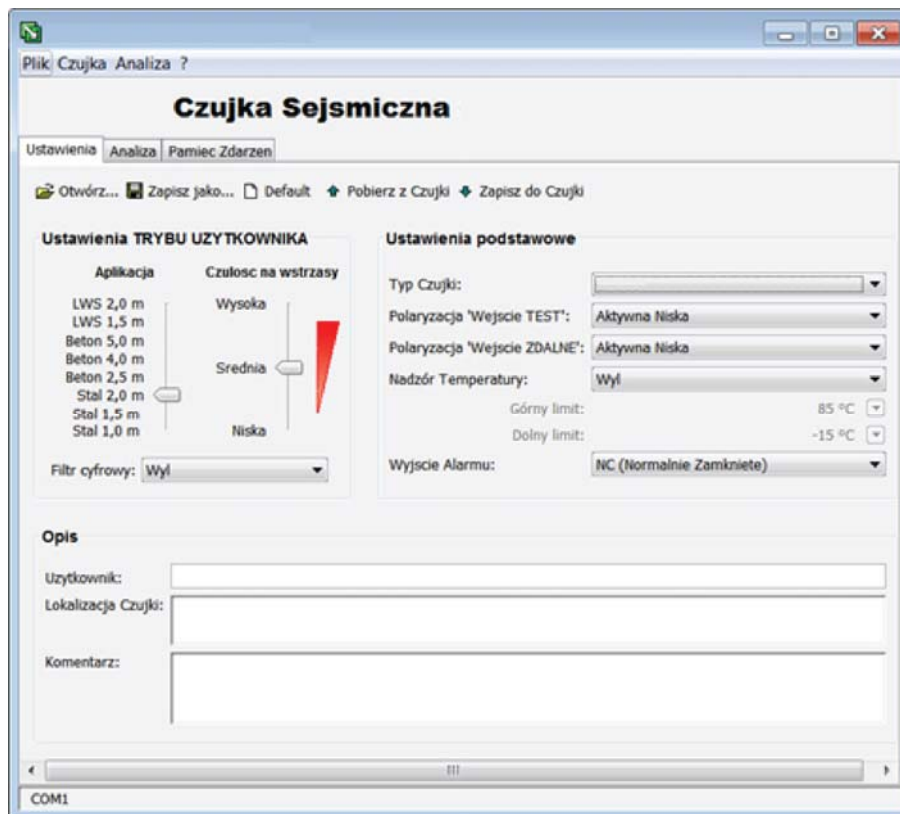 Plik Czujka Analiza ?
Czujka Sejsmiczna
Ustawienia Analiza Pamiec Zdarzen
Otwórz... Zapisz jako... Default Pobierz z Czujki Zapisz do Czujki
Ustawienia TRYBU UZYTKOWNIKA
Aplikacja Czulosc na wstrzasy
LWS 2,0 m
LWS 1,5 m
Beton 5,0 m
Beton 4,0 m
Beton 2,5 m
Stal 2,0 m
Stal 1,5 m
Stal 1,0 m
Wysoka
Srednia
Niska
Filtr cyfrowy: Wyl
Ustawienia podstawowe
Typ Czujki:
Polaryzacja 'Wejscie TEST': Aktywna Niska
Polaryzacja 'Wejscie ZDALNE': Aktywna Niska
Nadzór Temperatury: Wyl
Górny limit: 85 ºC
Dolny limit: -15 ºC
Wyjscie Alarmu: NC (Normalnie Zamkniete)
Opis
Uzytkownik:
Lokalizacja Czujki:
Komentarz:
COM1